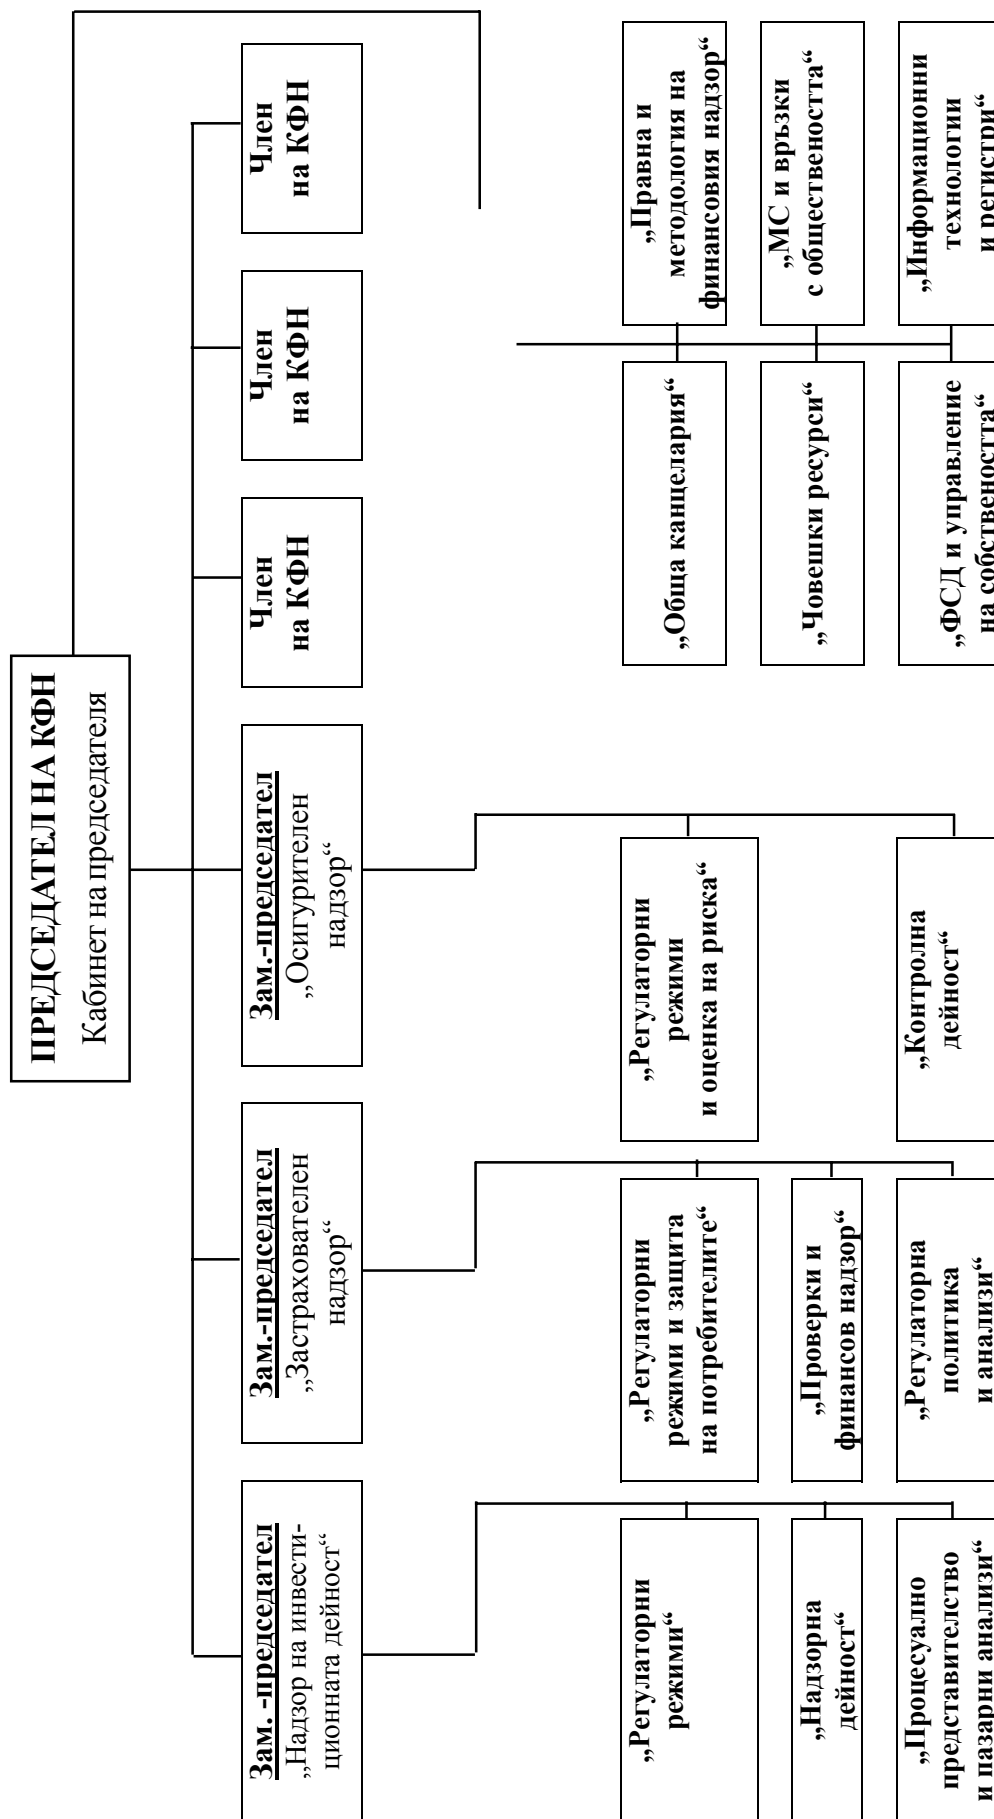 ПРЕДСЕДАТЕЛ НА КФН
Кабинет на председателя
Зам. -председател
„Надзор на инвести-
ционната дейност“
Зам.-председател
„Застрахователен
надзор“
Зам.-председател
„Осигурителен
надзор“
Член
на КФН
Член
на КФН
Член
на КФН
„Регулаторни
режими“
„Надзорна
дейност“
„Процесуално
представителство
и пазарни анализи“
„Регулаторни
режими и защита
на потребителите“
„Проверки и
финансов надзор“
„Регулаторна
политика
и анализи“
„Регулаторни
режими
и оценка на риска“
„Контролна
дейност“
„Обща канцелария“
„Човешки ресурси“
„ФСД и управление
на собствеността“
„Правна и
методология на
финансовия надзор“
„МС и връзки
с обществеността“
„Информационни
технологии
и регистри“